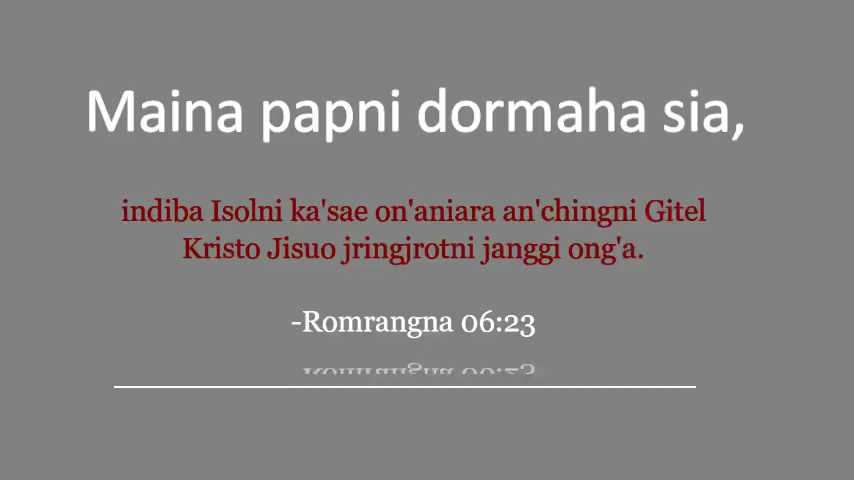 Maina papni dormaha sia,
indiba Isolni ka'sae on'aniara an'chingni Gitel
Kristo Jisuo jringjrotni janggi ong'a.
-Romrangna 06:23